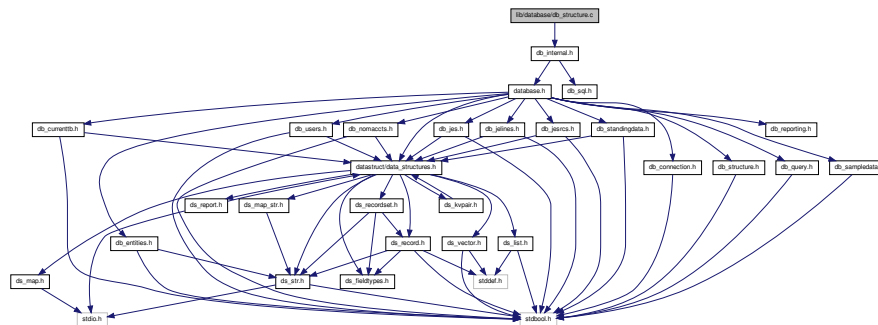 lib/database/db_structure.c
db_internal.h
database.h
db_sql.h
db_currenttb.h
db_users.h
db_nomaccts.h
db_jes.h
db_jelines.h
db_jesrcs.h
db_standingdata.h
db_reporting.h
datastruct/data_structures.h
db_connection.h
db_structure.h
db_query.h
db_sampledata.h
ds_report.h
ds_map_str.h
ds_recordset.h
ds_kvpair.h
db_entities.h
ds_record.h
ds_vector.h
ds_list.h
ds_map.h
ds_str.h
ds_fieldtypes.h
stddef.h
stdio.h
stdbool.h